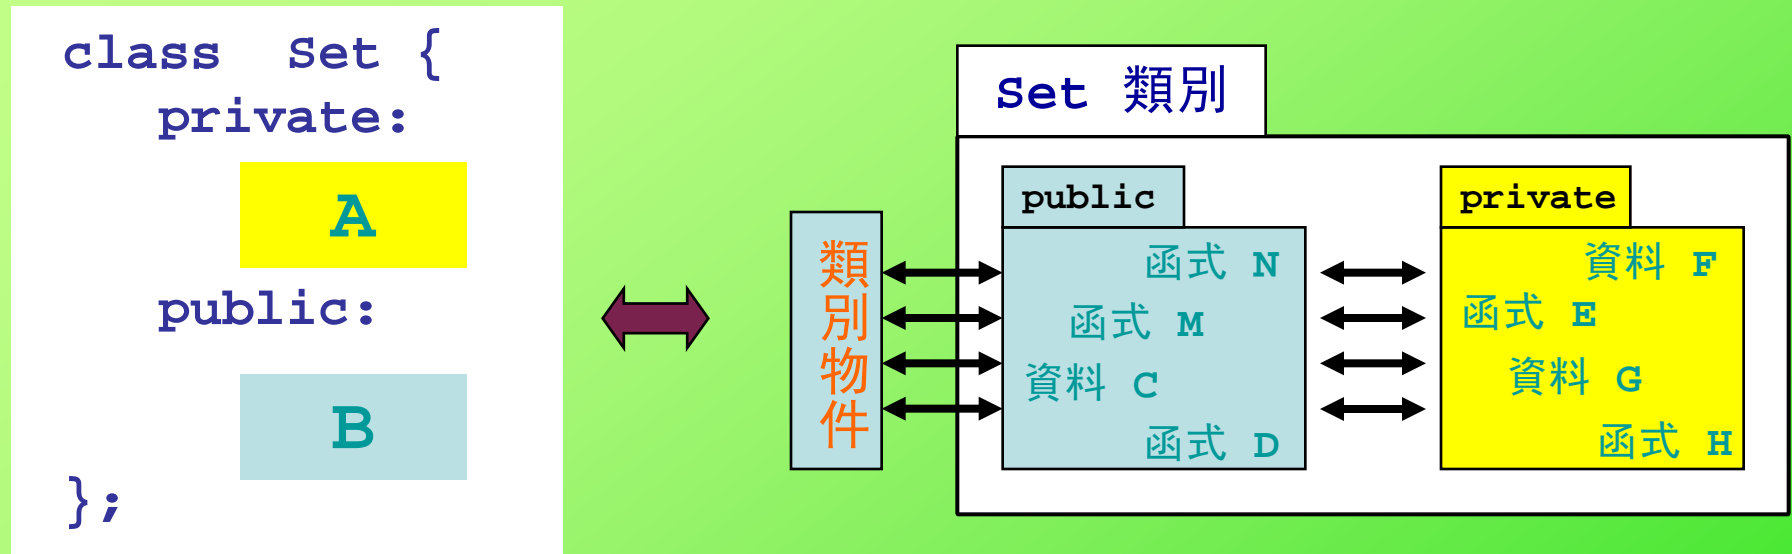 class Set {
private:
A
public:
B
};
Set 類別
類別物件
public
函式 N
函式 M
資料 C
函式 D
private
資料 F
函式 E
資料 G
函式 H